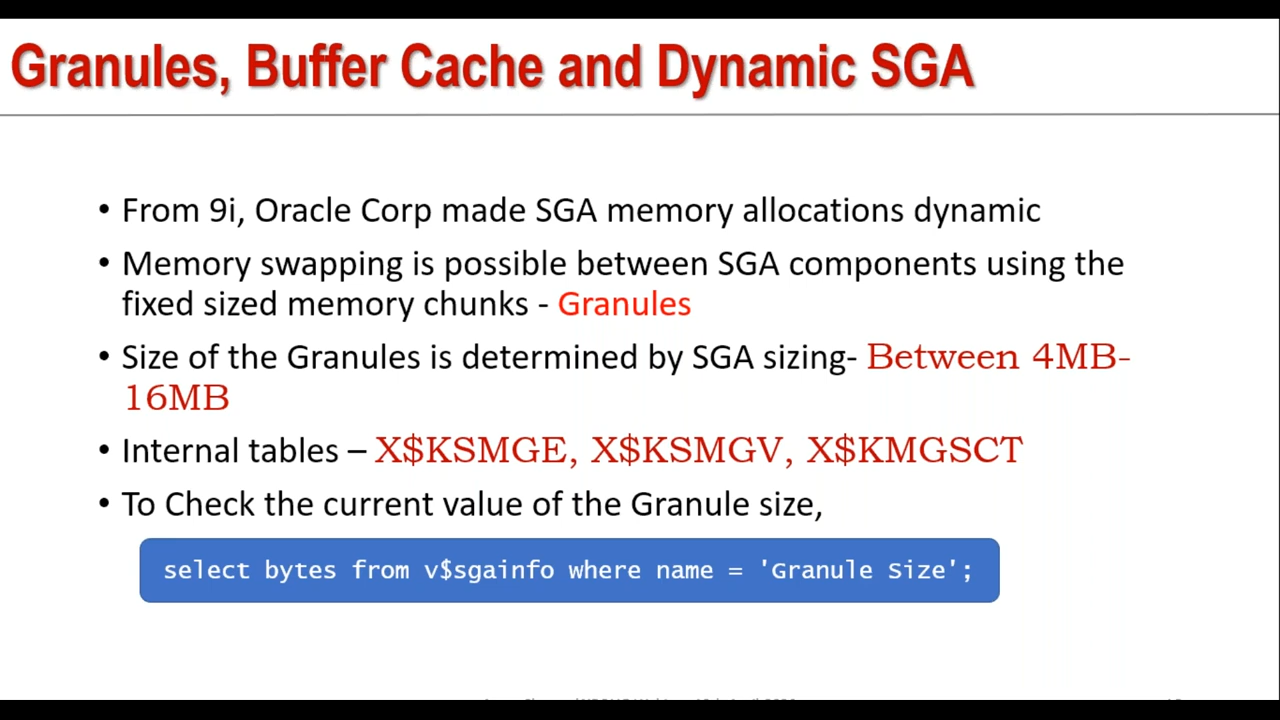 Granules, Buffer Cache and Dynamic SGA
• From 9i, Oracle Corp made SGA memory allocations dynamic
• Memory swapping is possible between SGA components using the
fixed sized memory chunks - Granules
• Size of the Granules is determined by SGA sizing- Between 4MB-
16MB
• Internal tables – X$KSMGE, X$KSMGV, X$KMGSCT
• To Check the current value of the Granule size,
select bytes from v$sgainfo where name = 'Granule Size';